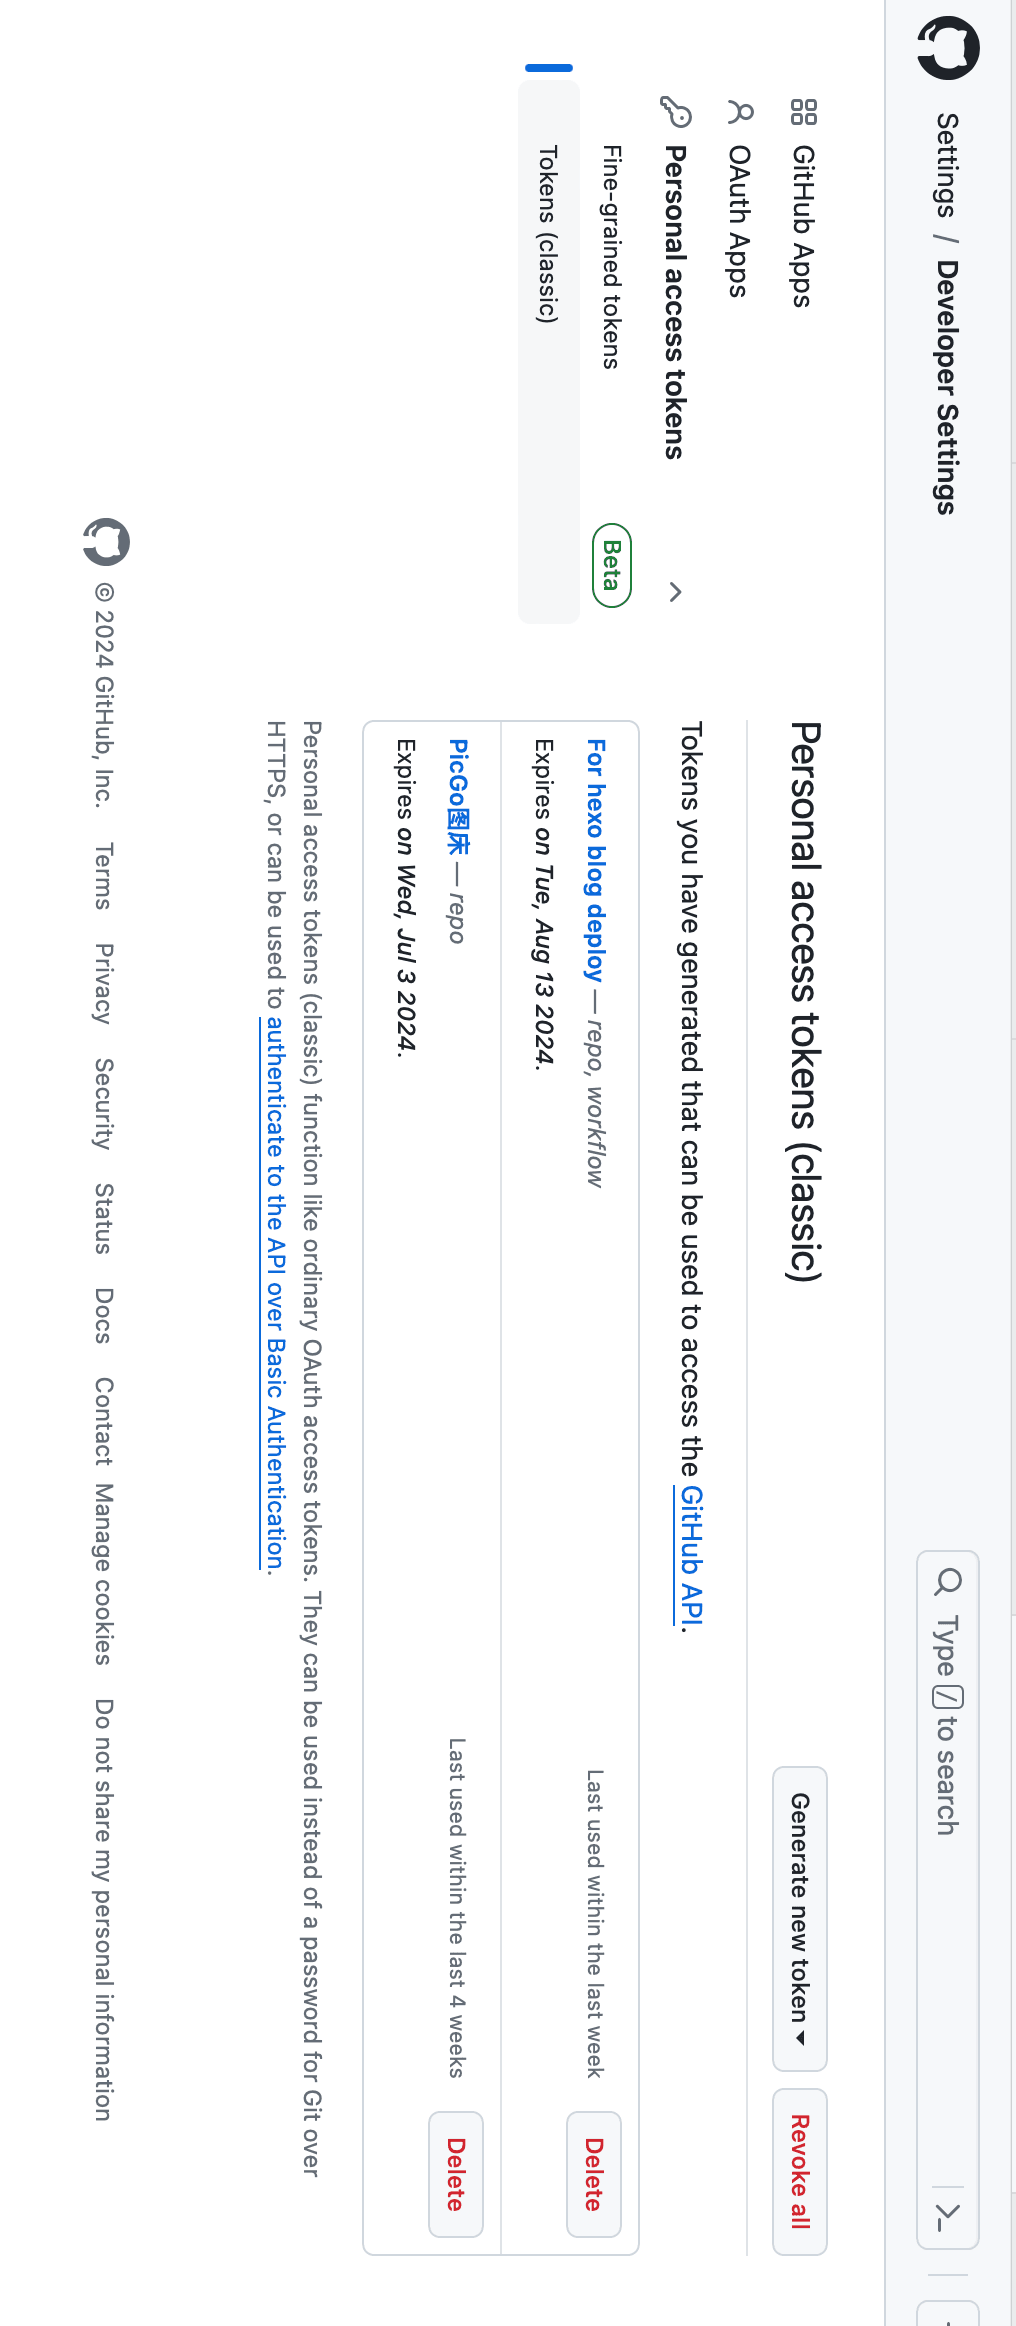 Settings / Developer Settings
Type / to search
GitHub Apps
OAuth Apps
Personal access tokens
Fine-grained tokens Beta
Tokens (classic)
Personal access tokens (classic)
Generate new token
Revoke all
Tokens you have generated that can be used to access the GitHub API.
For hexo blog deploy — repo, workflow
Last used within the last week
Delete
Expires on Tue, Aug 13 2024.
PicGo图床 — repo
Last used within the last 4 weeks
Delete
Expires on Wed, Jul 3 2024.
Personal access tokens (classic) function like ordinary OAuth access tokens. They can be used instead of a password for Git over
HTTPS, or can be used to authenticate to the API over Basic Authentication.
© 2024 GitHub, Inc. Terms Privacy Security Status Docs Contact Manage cookies Do not share my personal information